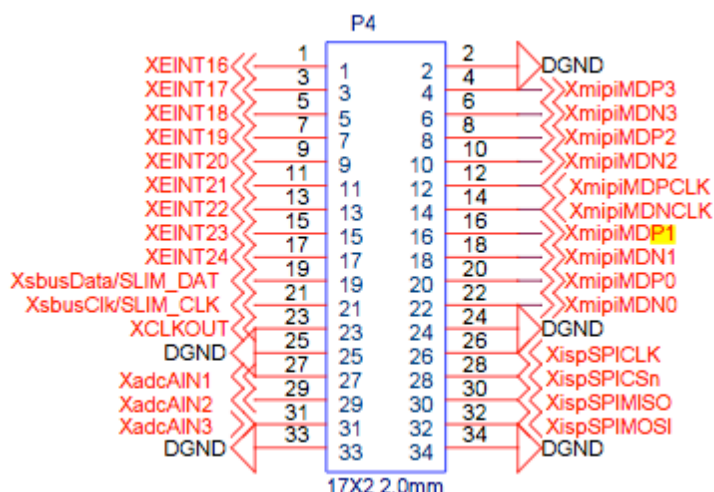 P4
1 1 2 2 DGND
XEINT16
XEINT17 3 3 4 4 XmipiMDP3
XEINT18 5 5 6 6 XmipiMDN3
XEINT19 7 7 8 8 XmipiMDP2
XEINT20 9 9 10 10 XmipiMDN2
XEINT21 11 11 12 12 XmipiMDPCLK
XEINT22 13 13 14 14 XmipiMDNCLK
XEINT23 15 15 16 16 XmipiMDP1
XEINT24 17 17 18 18 XmipiMDN1
XsbusData/SLIM_DAT 19 19 20 20 XmipiMDP0
XsbusClk/SLIM_CLK 21 21 22 22 XmipiMDN0
XCLKOUT 23 23 24 24 DGND
DGND 25 25 26 26 XispSPICLK
27 27 28 28 XispSPICSn
XadcAIN1
XadcAIN2 29 29 30 30 XispSPIMISO
XadcAIN3 31 31 32 32 XispSPIMOSI
DGND 33 33 34 34 DGND
17X2 2.0mm